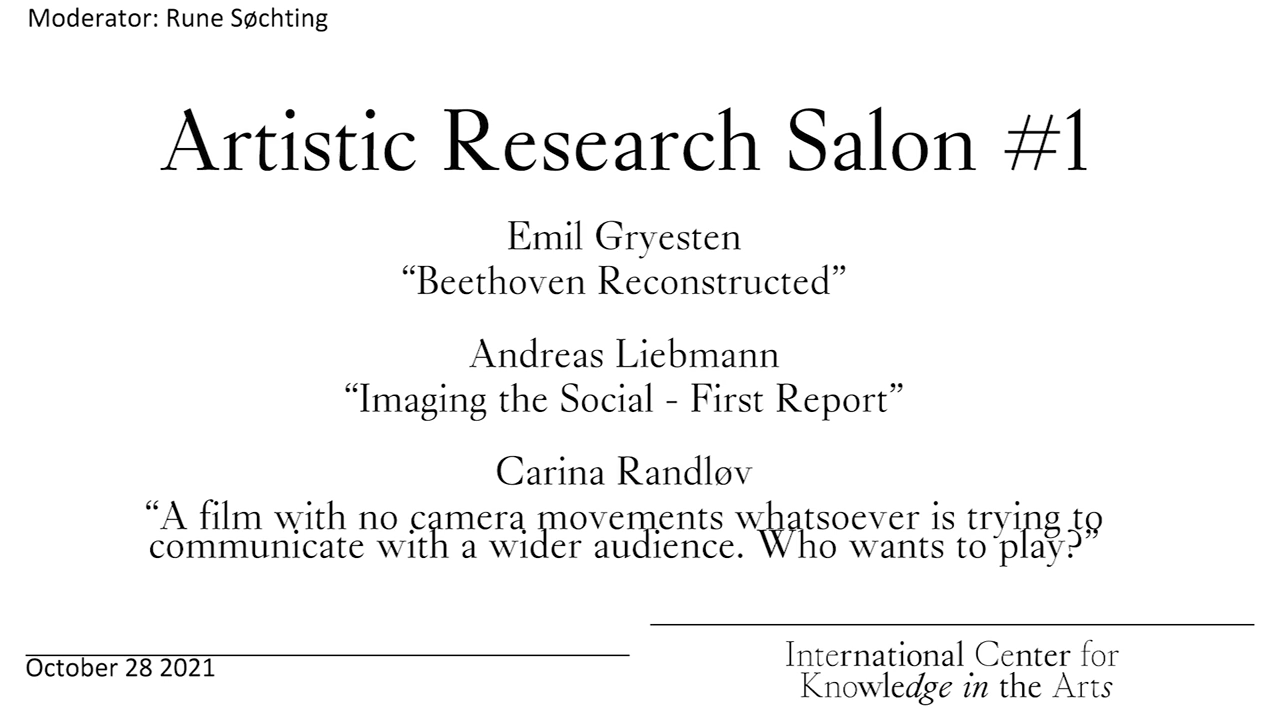 Moderator: Rune Søchting
Artistic Research Salon #1
Emil Gryesten
“Beethoven Reconstructed”
Andreas Liebmann
“Imaging the Social - First Report”
Carina Randløv
“A film with no camera movements whatsoever is trying to
communicate with a wider audience. Who wants to play?”
October 28 2021
International Center for
Knowledge in the Arts